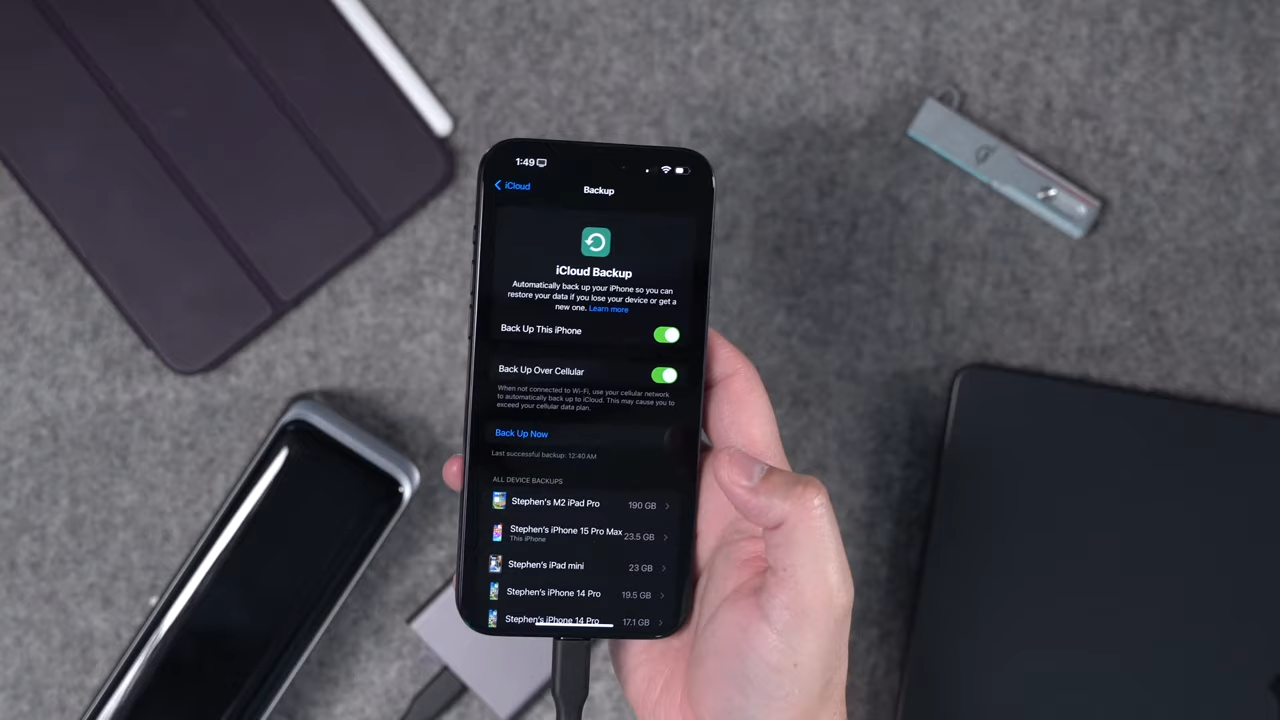 1:49
iCloud
Backup
iCloud Backup
Automatically back up your iPhone so you can
restore your data if you lose your device or get a
new one. Learn more
Back Up This iPhone
Back Up Over Cellular
When not connected to Wi-Fi, use your cellular network
to automatically back up to iCloud. This may cause you to
exceed your cellular data plan.
Back Up Now
Last successful backup: 12:40 AM
ALL DEVICE BACKUPS
Stephen's M2 iPad Pro 190 GB
Stephen's iPhone 15 Pro Max 23.5 GB
This iPhone
Stephen's iPad mini 23 GB
Stephen's iPhone 14 Pro 19.5 GB
Stephen's iPhone 14 Pro 17.1 GB